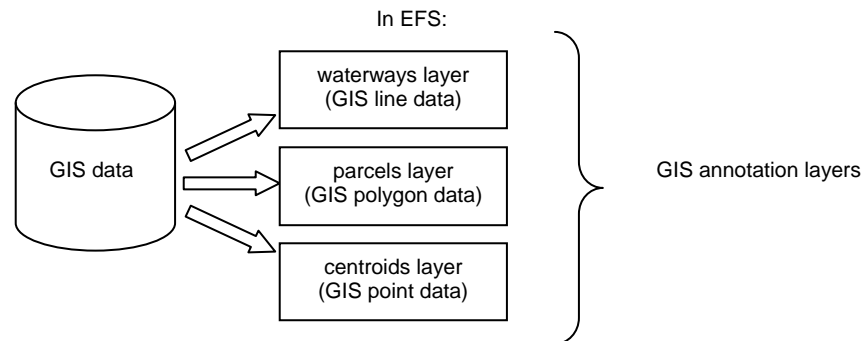 In EFS:
waterways layer
(GIS line data)
GIS data
parcels layer
(GIS polygon data)
GIS annotation layers
centroids layer
(GIS point data)